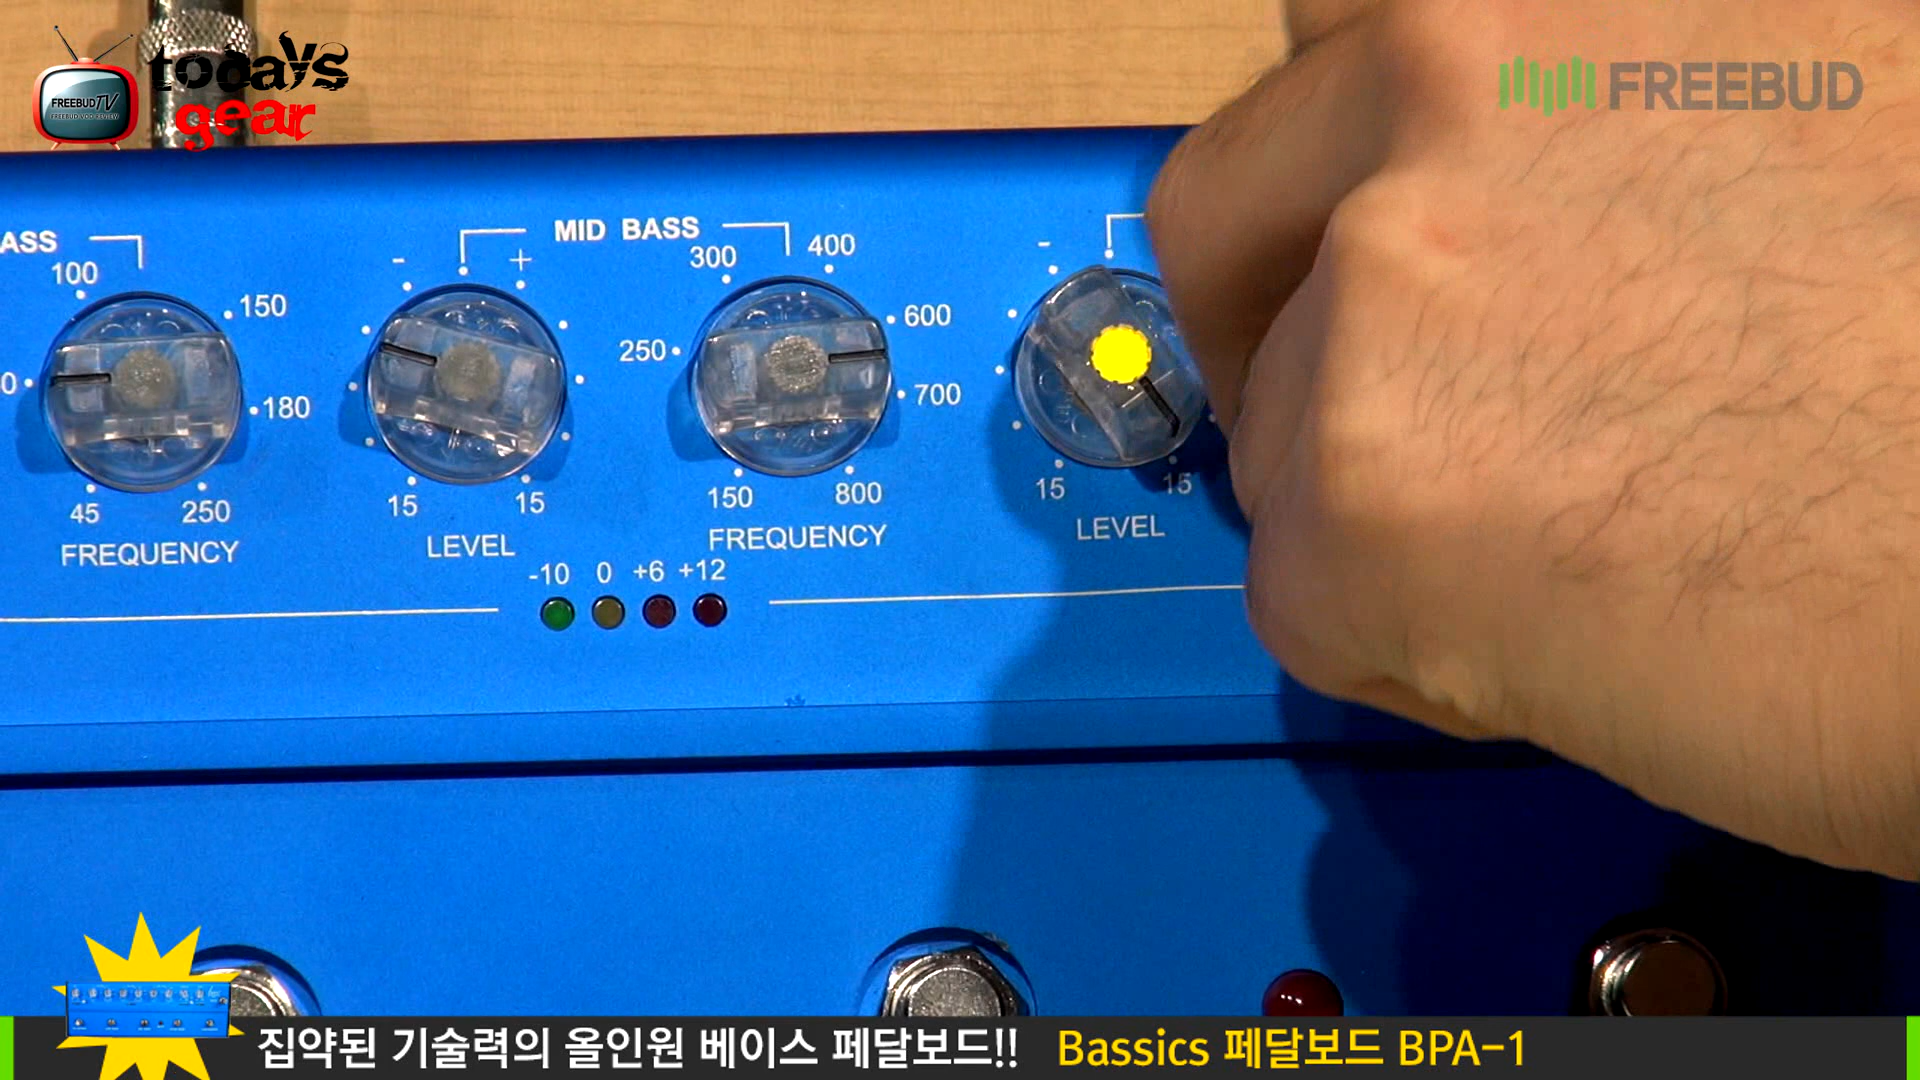 todays
gear
FREEBUD TV
FREEBUD VOD REVIEW
FREEBUD
ASS
100
150
0
180
45
250
FREQUENCY
MID BASS
-
+
15
15
LEVEL
300
400
250
600
700
150
800
FREQUENCY
-
15
15
LEVEL
-10 0 +6 +12
집약된 기술력의 올인원 베이스 페달보드!! Bassics 페달보드 BPA-1